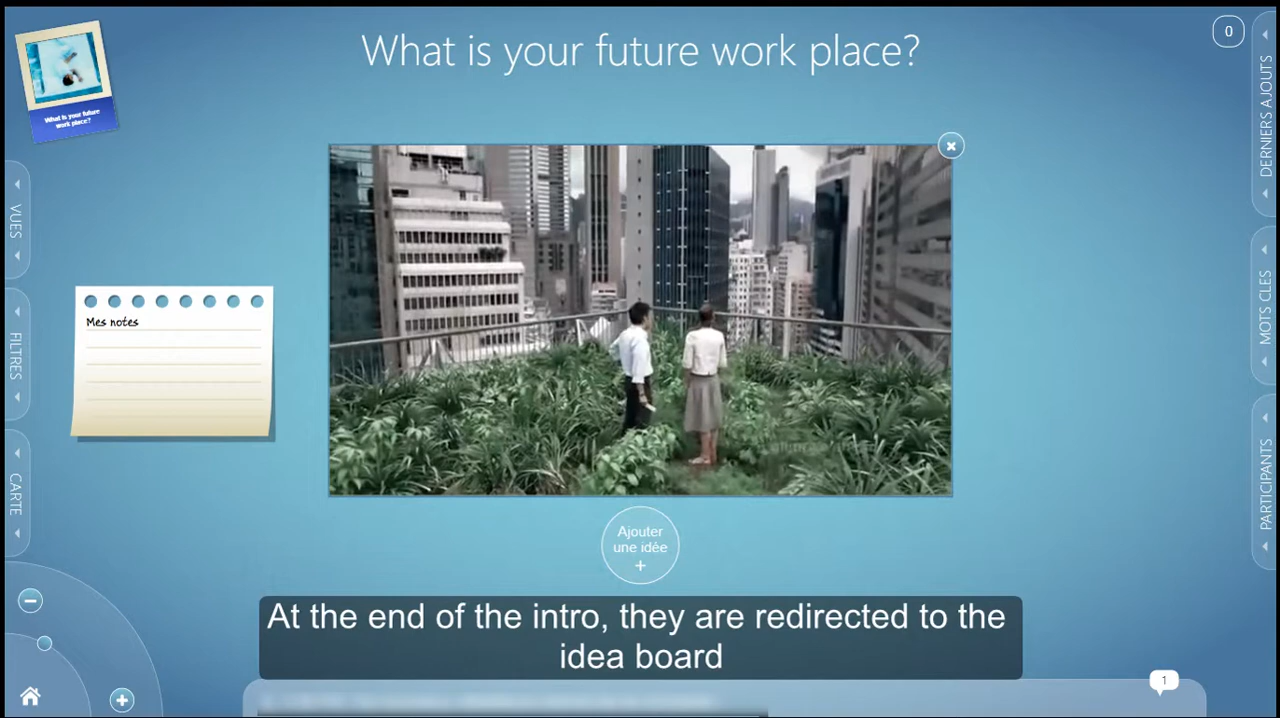 What is your future work place?
0
What is your future
work place?
VUES
FILTRES
CARTE
Mes notes
DERNIERS AJOUTS
MOTS CLES
PARTICIPANTS
Ajouter
une idée
+
At the end of the intro, they are redirected to the
idea board
1